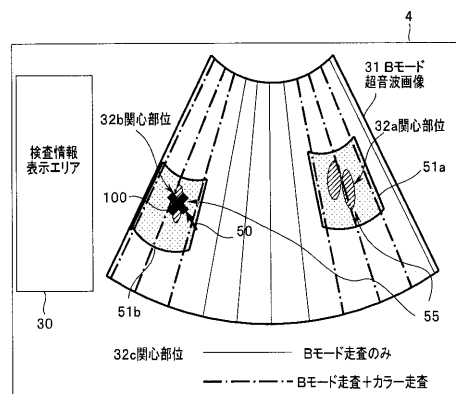 4
31 Bモード
超音波画像
32b関心部位
32a関心部位
検査情報
表示エリア
51a
100
50
30
51b
55
32c関心部位
Bモード走査のみ
Bモード走査+カラー走査